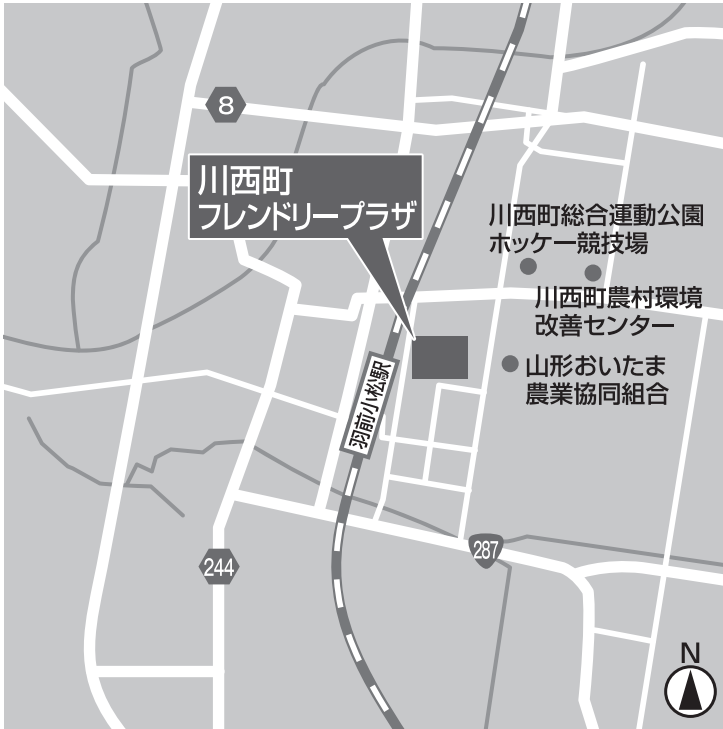 8
川西町
フレンドリープラザ
川西町総合運動公園
ホッケー競技場
川西町農村環境
改善センター
山形おいたま
農業協同組合
羽前小松駅
287
244
N